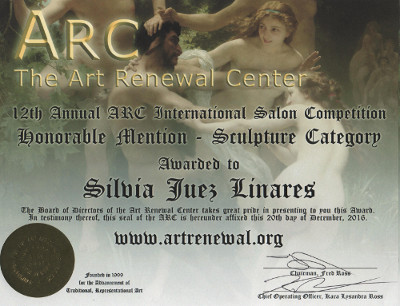 ARC
The Art Renewal Center
12th Annual ARC International Salon Competition
Honorable Mention - Sculpture Category
Awarded to
Silvia Juez Linares
The Board of Directors of the Art Renewal Center takes great pride in presenting to you this Award.
In testimony thereof, this seal of the ARC is hereunder affixed this 20th day of December, 2016.
www.artrenewal.org
Founded in 1999
for the Advancement of
Traditional, Representational Art
Chairman, Fred Ross
Chief Operating Officer, Kara Lysandra Ross